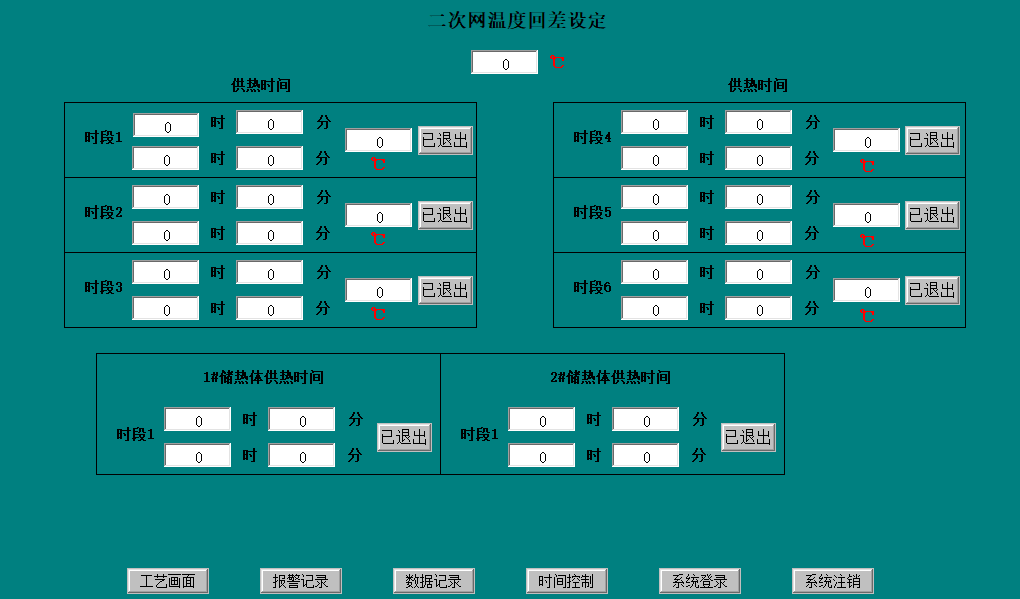 二次网温度回差设定
0 ℃
供热时间 供热时间
0 时 0 分 0 时 0 分
时段1 0 已退出 时段4 0 已退出
0 时 0 分 ℃ 0 时 0 分 ℃
0 时 0 分 0 时 0 分
时段2 0 已退出 时段5 0 已退出
0 时 0 分 ℃ 0 时 0 分 ℃
0 时 0 分 0 时 0 分
时段3 0 已退出 时段6 0 已退出
0 时 0 分 ℃ 0 时 0 分 ℃
1#储热体供热时间 2#储热体供热时间
0 时 0 分 0 时 0 分
时段1 已退出 时段1 已退出
0 时 0 分 0 时 0 分
工艺画面 报警记录 数据记录 时间控制 系统登录 系统注销